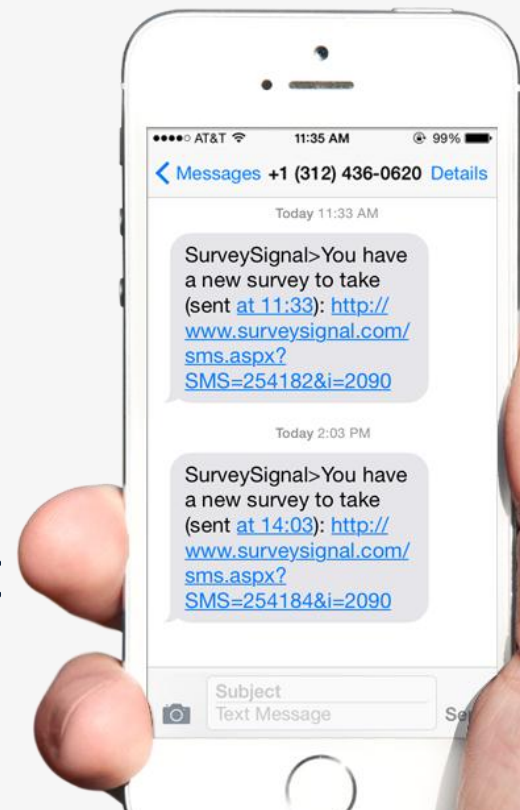 AT&T 11:35 AM 99%
Messages +1 (312) 436-0620 Details
Today 11:33 AM
SurveySignal>You have
a new survey to take
(sent at 11:33): http://
www.surveysignal.com/
sms.aspx?
SMS=254182&i=2090
Today 2:03 PM
SurveySignal>You have
a new survey to take
(sent at 14:03): http://
www.surveysignal.com/
sms.aspx?
SMS=254184&i=2090
Subject
Text Message